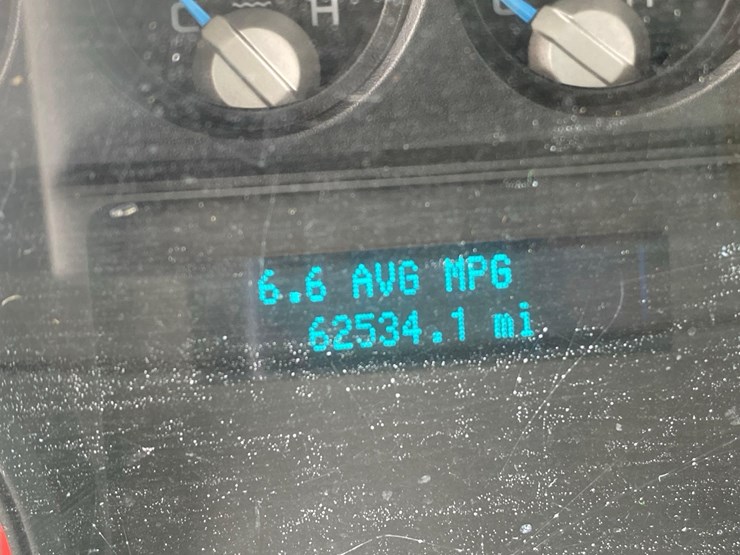 C H C H
6.6 AVG MPG
62534.1 mi